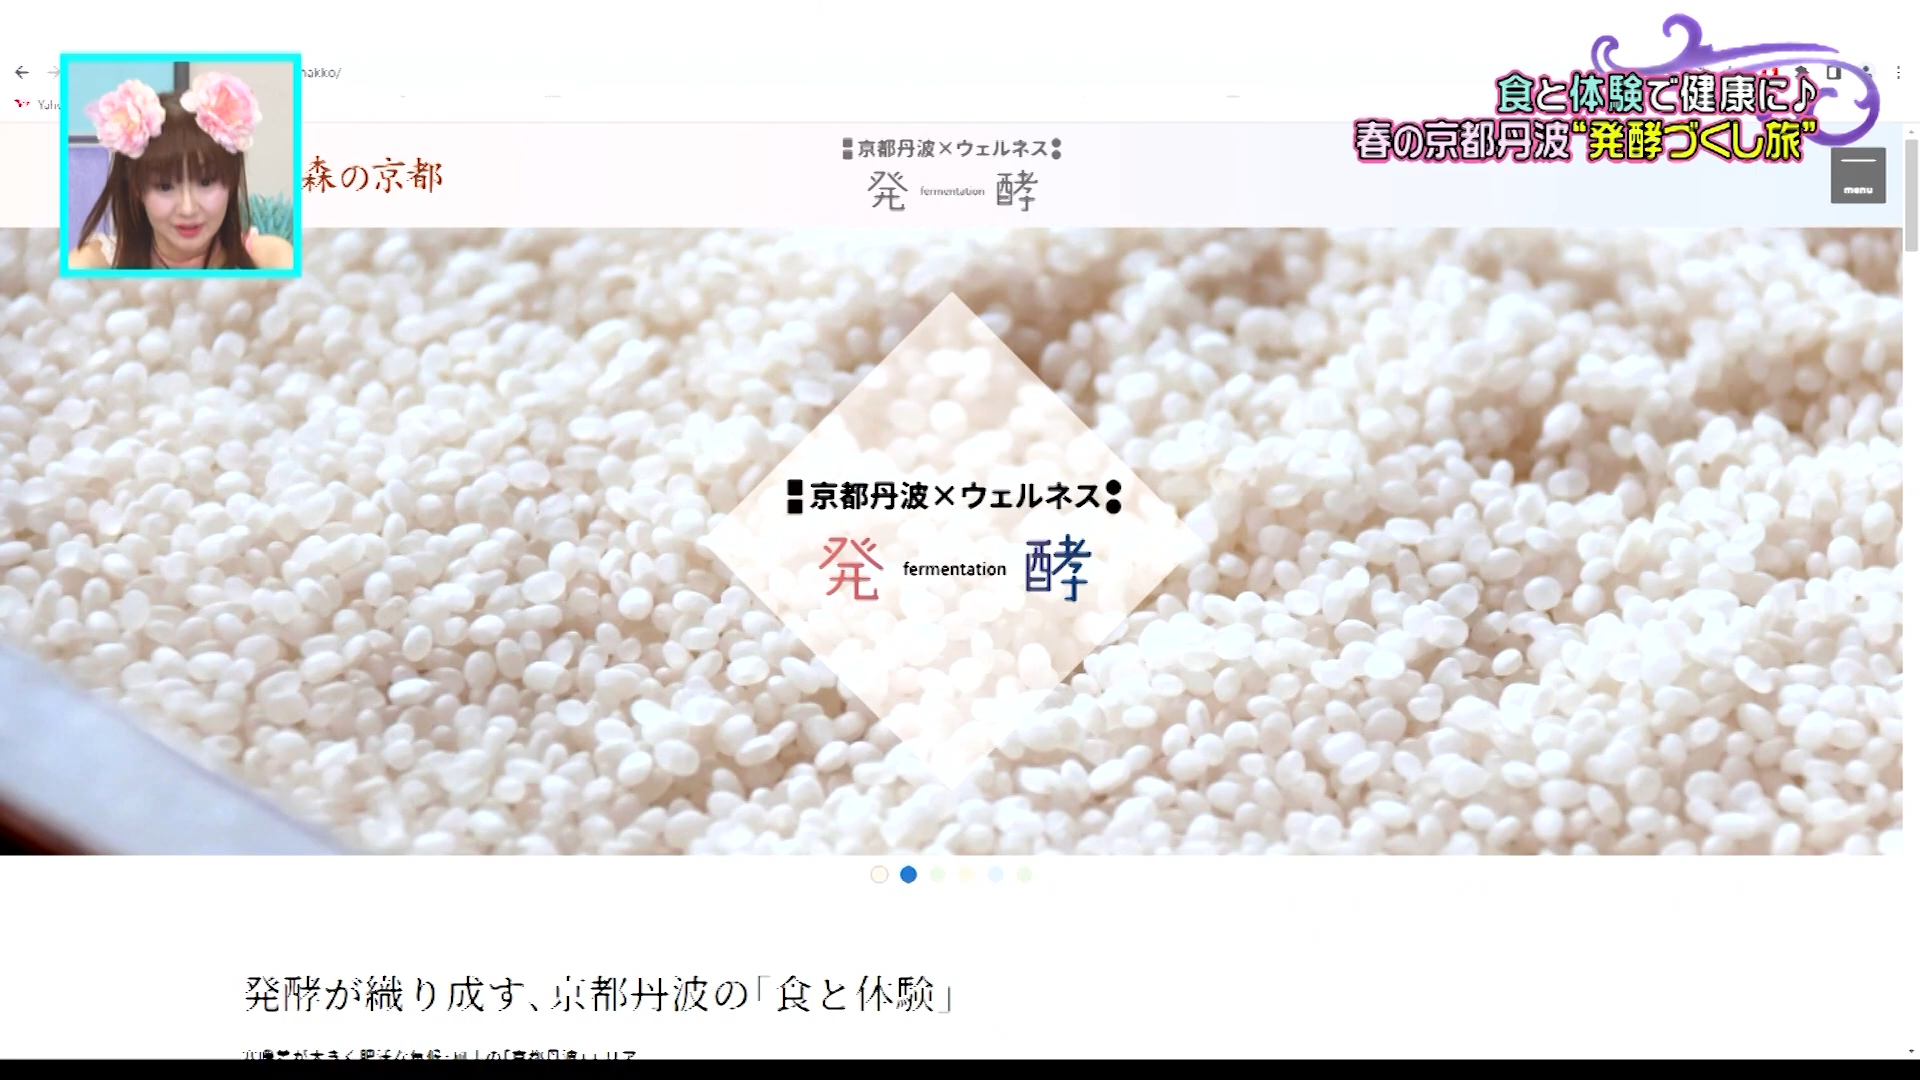 hakko/
食と体験で健康に♪
春の京都丹波“発酵づくし旅”
森の京都
京都丹波×ウェルネス
発 fermentation 酵
menu
京都丹波×ウェルネス
発 fermentation 酵
発酵が織り成す、京都丹波の「食と体験」